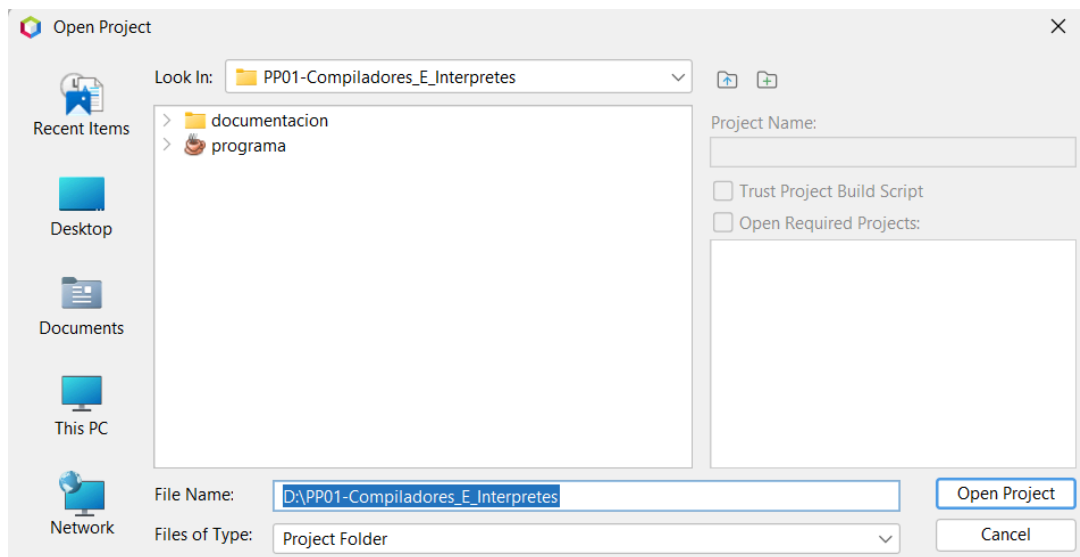 Open Project
Look In: PP01-Compiladores_E_Interpretes
Recent Items
Desktop
Documents
This PC
Network
documentacion
programa
Project Name:
Trust Project Build Script
Open Required Projects:
File Name: D:\PP01-Compiladores_E_Interpretes
Open Project
Files of Type: Project Folder
Cancel